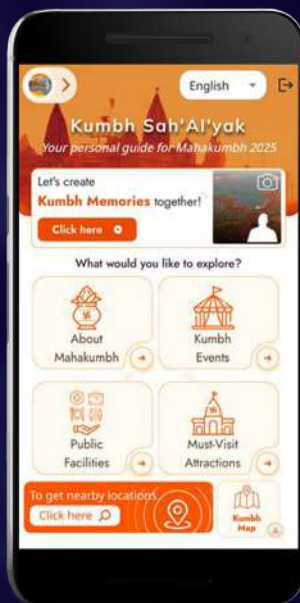 English
Kumbh Sah'AI'yak
Your personal guide for Mahakumbh 2025
Let's create
Kumbh Memories together!
Click here
What would you like to explore?
About
Mahakumbh
Kumbh
Events
Public
Facilities
Must-Visit
Attractions
To get nearby locations
Click here
Kumbh
Map